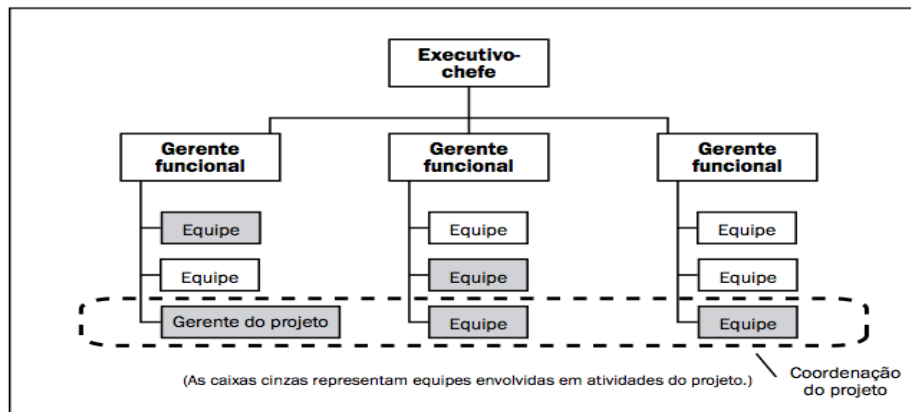 Executivo-
chefe
Gerente
funcional
Gerente
funcional
Gerente
funcional
Equipe
Equipe
Equipe
Equipe
Equipe
Equipe
Gerente do projeto
Equipe
Equipe
(As caixas cinzas representam equipes envolvidas em atividades do projeto.)
Coordenação
do projeto